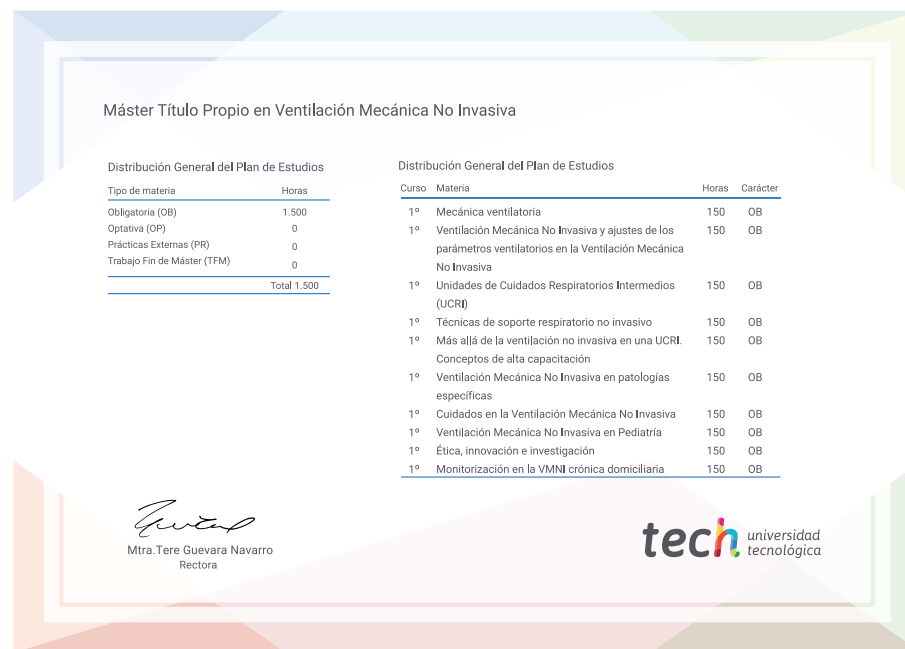 Máster Título Propio en Ventilación Mecánica No Invasiva
Distribución General del Plan de Estudios
Tipo de materia Horas
Obligatoria (OB) 1.500
Optativa (OP) 0
Prácticas Externas (PR) 0
Trabajo Fin de Máster (TFM) 0
Total 1.500
Distribución General del Plan de Estudios
Curso Materia Horas Carácter
1º Mecánica ventilatoria 150 OB
1º Ventilación Mecánica No Invasiva y ajustes de los 150 OB
parámetros ventilatorios en la Ventilación Mecánica
No Invasiva
1º Unidades de Cuidados Respiratorios Intermedios 150 OB
(UCRI)
1º Técnicas de soporte respiratorio no invasivo 150 OB
1º Más allá de la ventilación no invasiva en una UCRI. 150 OB
Conceptos de alta capacitación
1º Ventilación Mecánica No Invasiva en patologías 150 OB
específicas
1º Cuidados en la Ventilación Mecánica No Invasiva 150 OB
1º Ventilación Mecánica No Invasiva en Pediatría 150 OB
1º Ética, innovación e investigación 150 OB
1º Monitorización en la VMNI crónica domiciliaria 150 OB
Mtra.Tere Guevara Navarro
Rectora
tech universidad
tecnológica